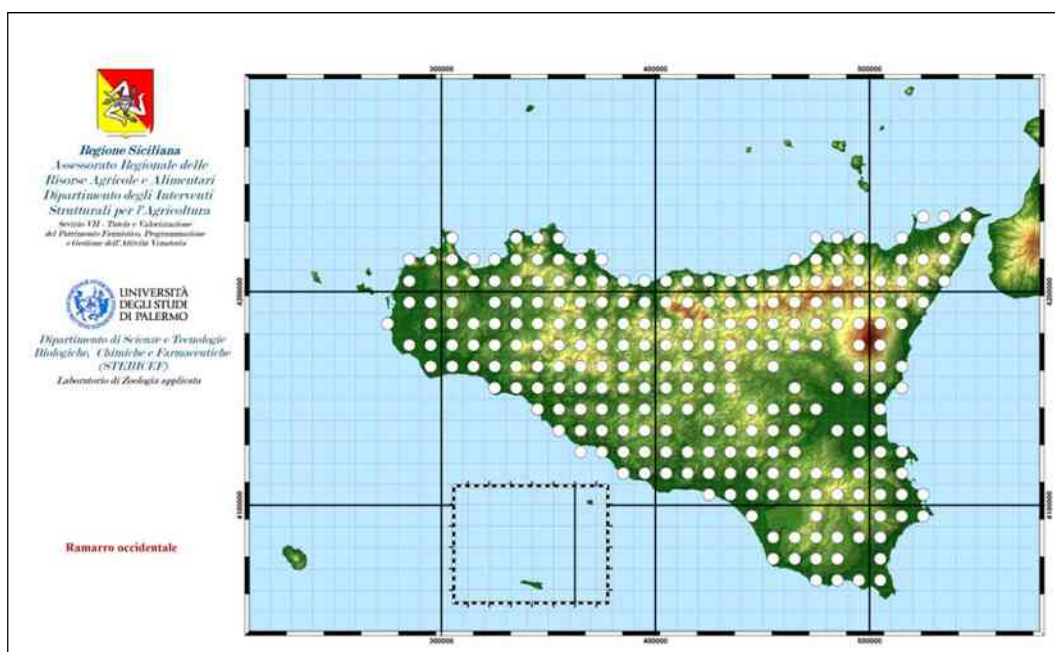 Regione Siciliana
Assessorato Regionale delle
Risorse Agricole e Alimentari
Dipartimento degli Interventi
Strutturali per l'Agricoltura
Servizio VII - Tutela e Valorizzazione
del Patrimonio Faunistico, Programmazione
e Gestione dell'Attività Venatoria
UNIVERSITÀ
DEGLI STUDI
DI PALERMO
Dipartimento di Scienze e Tecnologie
Biologiche, Chimiche e Farmaceutiche
(STEBICEF)
Laboratorio di Zoologia applicata
Ramarro occidentale
300000 400000 500000
4200000 4200000
4100000 4100000
300000 400000 500000